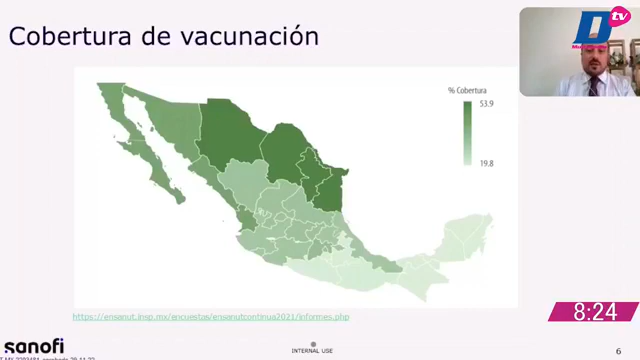 Cobertura de vacunación
D tv
% Cobertura
53.9
19.8
https://ensanut.insp.mx/encuestas/ensanutcontinua2021/informes.php
8:24
sanofi
INTERNAL USE
6